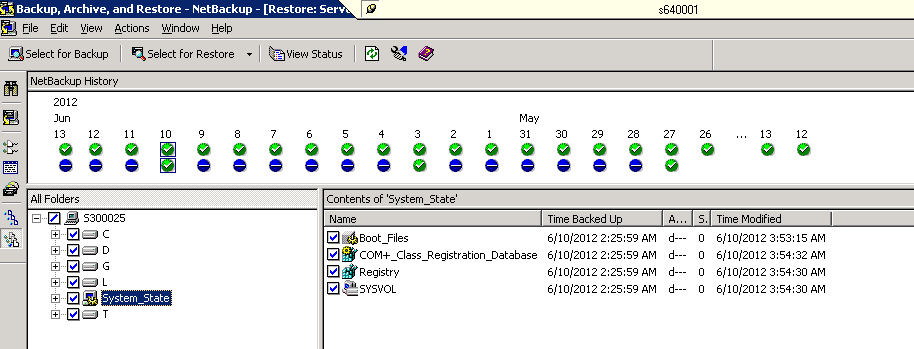 Backup, Archive, and Restore - NetBackup - [Restore: Serv
s640001
File Edit View Actions Window Help
Select for Backup Select for Restore View Status
NetBackup History
2012
Jun May
13 12 11 10 9 8 7 6 5 4 3 2 1 31 30 29 28 27 26 ... 13 12
All Folders
Contents of 'System_State'
Name Time Backed Up A... S. Time Modified
S300025
C
D
G
L
System_State
T
Boot_Files 6/10/2012 2:25:59 AM d--- 0 6/10/2012 3:53:15 AM
COM+_Class_Registration_Database 6/10/2012 2:25:59 AM d--- 0 6/10/2012 3:54:32 AM
Registry 6/10/2012 2:25:59 AM d--- 0 6/10/2012 3:54:30 AM
SYSVOL 6/10/2012 2:25:59 AM d--- 0 6/10/2012 3:54:30 AM